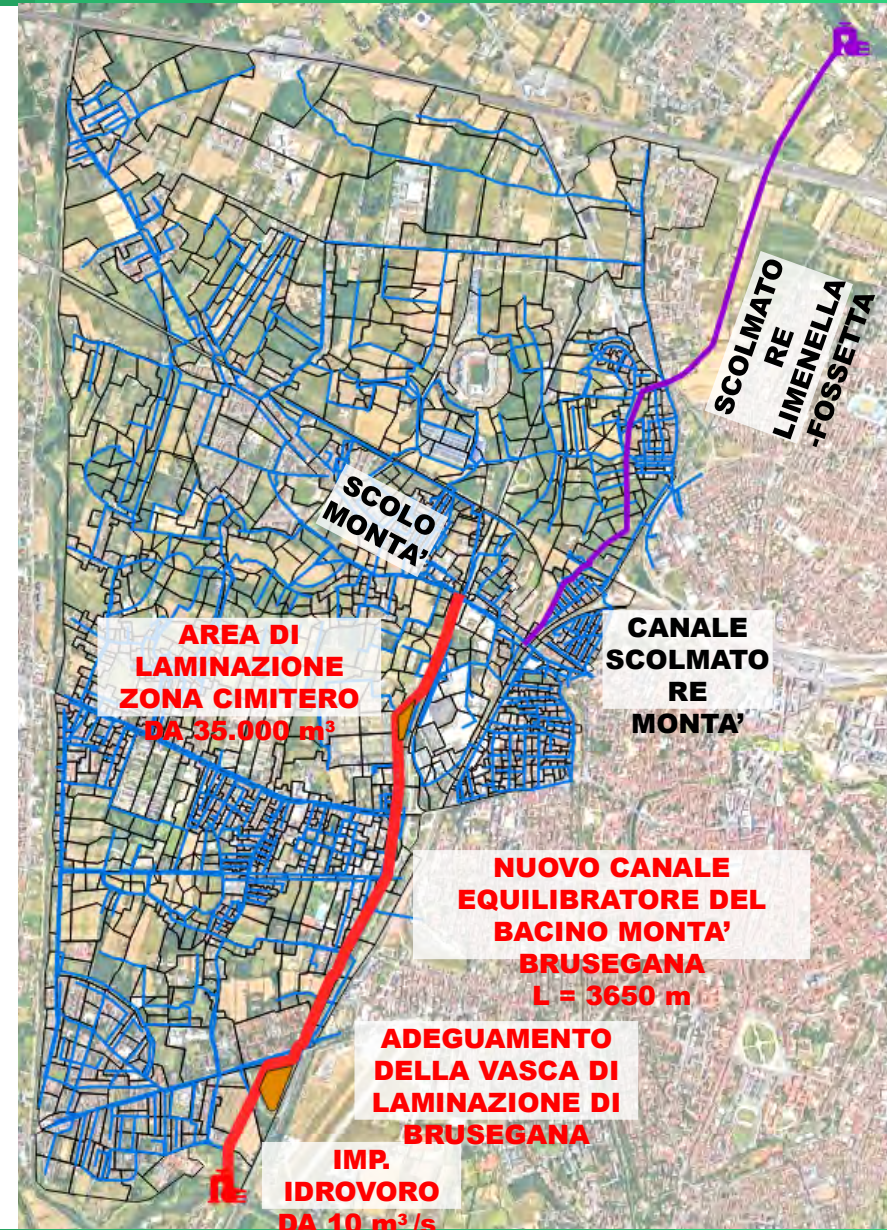 SCOLMATO
RE
LIMENELLA
-FOSSETTA
SCOLO
MONTA'
AREA DI
LAMINAZIONE
ZONA CIMITERO
DA 35.000 m³
CANALE
SCOLMATO
RE
MONTA'
NUOVO CANALE
EQUILIBRATORE DEL
BACINO MONTA'
BRUSEGANA
L = 3650 m
ADEGUAMENTO
DELLA VASCA DI
LAMINAZIONE DI
BRUSEGANA
IMP.
IDROVORO
DA 10 m³/s